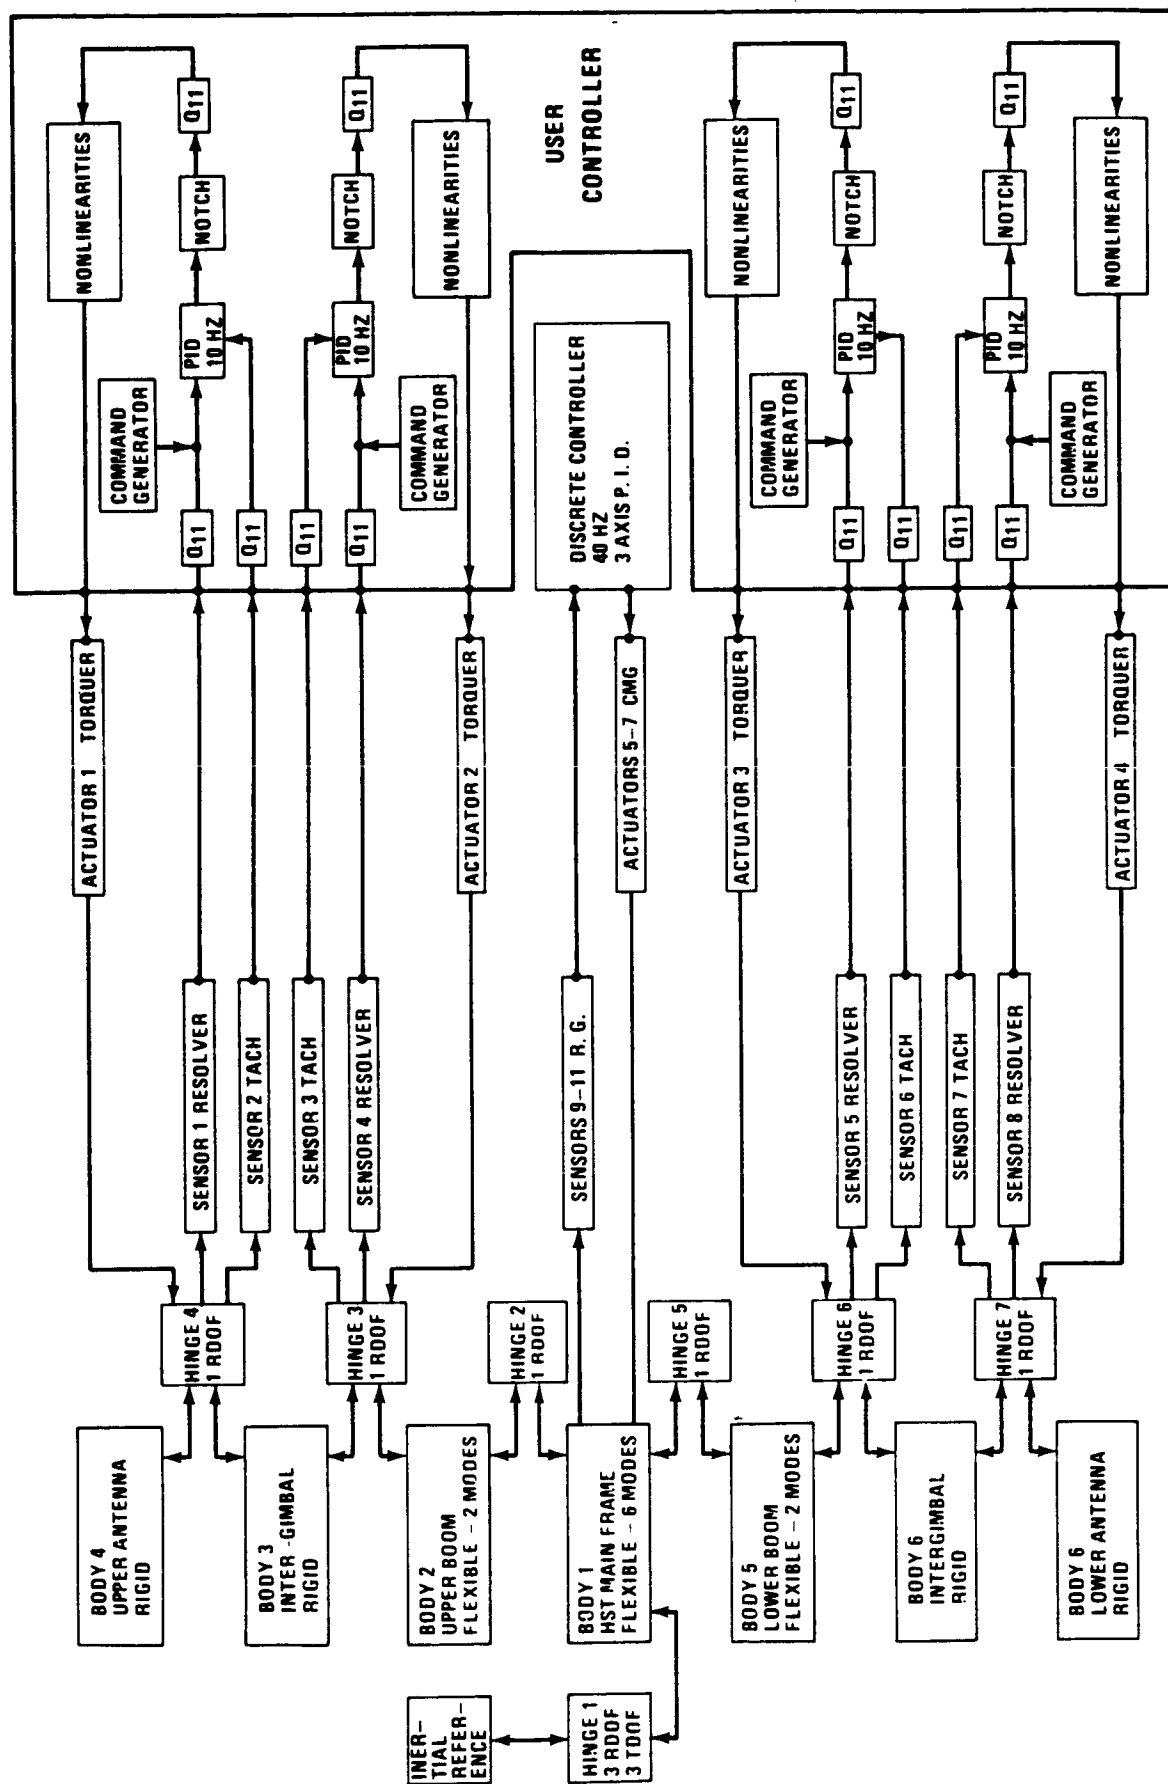 INER-
TIAL
REFER-
ENCE
HINGE 1
3 RDOF
3 TDOF
BODY 4
UPPER ANTENNA
RIGID
BODY 3
INTER-GIMBAL
RIGID
BODY 2
UPPER BOOM
FLEXIBLE - 2 MODES
BODY 1
HST MAIN FRAME
FLEXIBLE - 6 MODES
BODY 5
LOWER BOOM
FLEXIBLE - 2 MODES
BODY 6
INTERGIMBAL
RIGID
BODY 6
LOWER ANTENNA
RIGID
HINGE 4
1 RDOF
HINGE 3
1 RDOF
HINGE 2
1 RDOF
HINGE 5
1 RDOF
HINGE 6
1 RDOF
HINGE 7
1 RDOF
SENSOR 1 RESOLVER
SENSOR 2 TACH
SENSOR 3 TACH
SENSOR 4 RESOLVER
SENSORS 9-11 R. G.
SENSOR 5 RESOLVER
SENSOR 6 TACH
SENSOR 7 TACH
SENSOR 8 RESOLVER
ACTUATOR 1 TORQUER
ACTUATOR 2 TORQUER
ACTUATORS 5-7 CMG
ACTUATOR 3 TORQUER
ACTUATOR 4 TORQUER
Q11
Q11
Q11
Q11
COMMAND
GENERATOR
COMMAND
GENERATOR
PID
10 HZ
PID
10 HZ
NOTCH
NOTCH
Q11
Q11
NONLINEARITIES
NONLINEARITIES
DISCRETE CONTROLLER
40 HZ
3 AXIS P. I. D.
USER
CONTROLLER
Q11
Q11
Q11
Q11
COMMAND
GENERATOR
COMMAND
GENERATOR
PID
10 HZ
PID
10 HZ
NOTCH
NOTCH
Q11
Q11
NONLINEARITIES
NONLINEARITIES